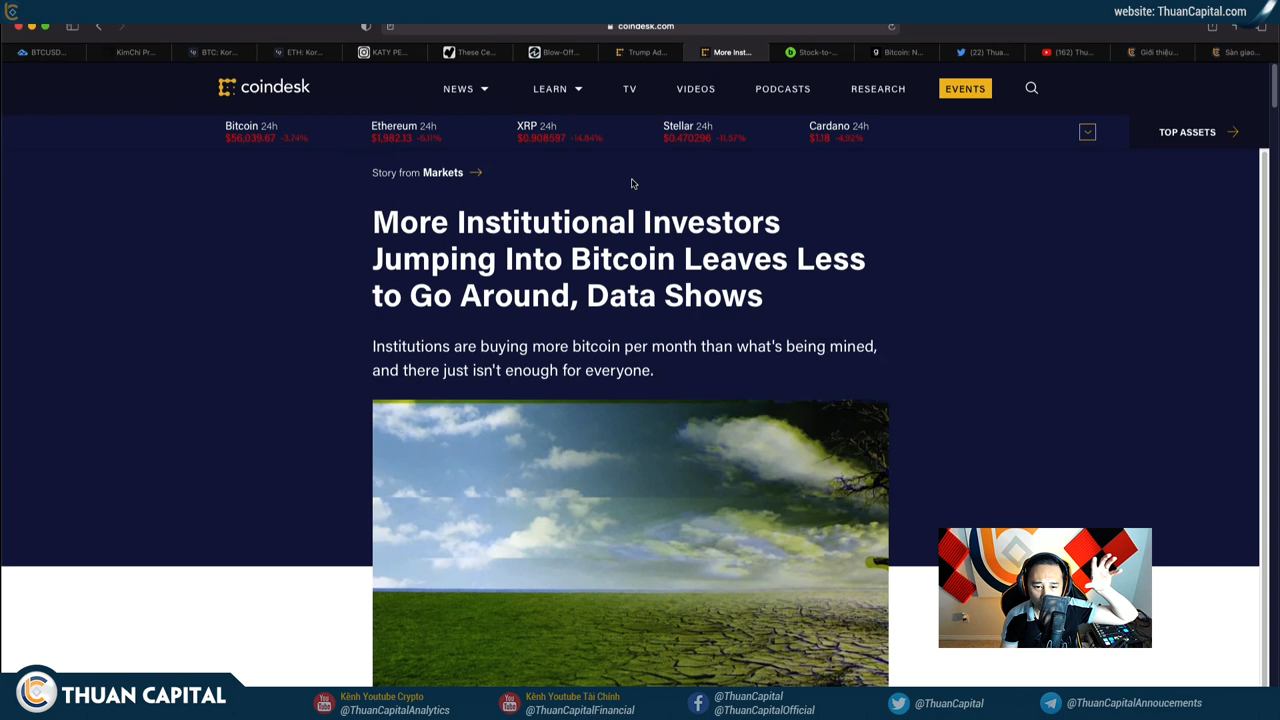 website: ThuanCapital.com
coindesk.com
BTCUSD...
KimChi Pr...
BTC: Kor...
ETH: Kor...
KATY PE...
These Ce...
Blow-Off...
Trump Ad...
More Inst...
Stock-to-...
Bitcoin: N...
(22) Thua...
(162) Thu...
Giới thiệu...
Sàn giao...
coindesk
NEWS
LEARN
TV
VIDEOS
PODCASTS
RESEARCH
EVENTS
Bitcoin 24h
$56,039.67 -3.74%
Ethereum 24h
$1,982.13 -5.11%
XRP 24h
$0.908597 -14.84%
Stellar 24h
$0.470296 -11.57%
Cardano 24h
$1.18 -4.92%
TOP ASSETS
Story from Markets
More Institutional Investors
Jumping Into Bitcoin Leaves Less
to Go Around, Data Shows
Institutions are buying more bitcoin per month than what's being mined,
and there just isn't enough for everyone.
THUAN CAPITAL
Kênh Youtube Crypto
@ThuanCapitalAnalytics
Kênh Youtube Tài Chính
@ThuanCapitalFinancial
@ThuanCapital
@ThuanCapitalOfficial
@ThuanCapital
@ThuanCapitalAnnoucements